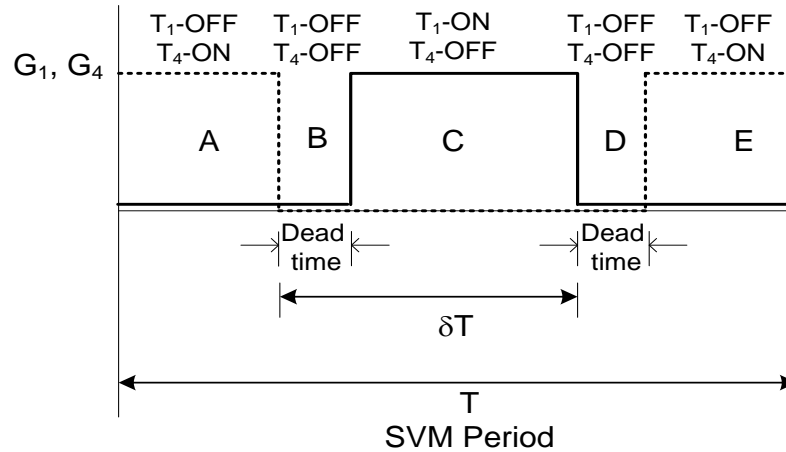 T₁-OFF T₁-OFF T₁-ON T₁-OFF T₁-OFF
T₄-ON T₄-OFF T₄-OFF T₄-OFF T₄-ON
G₁, G₄
A B C D E
Dead Dead
time time
δT
T
SVM Period